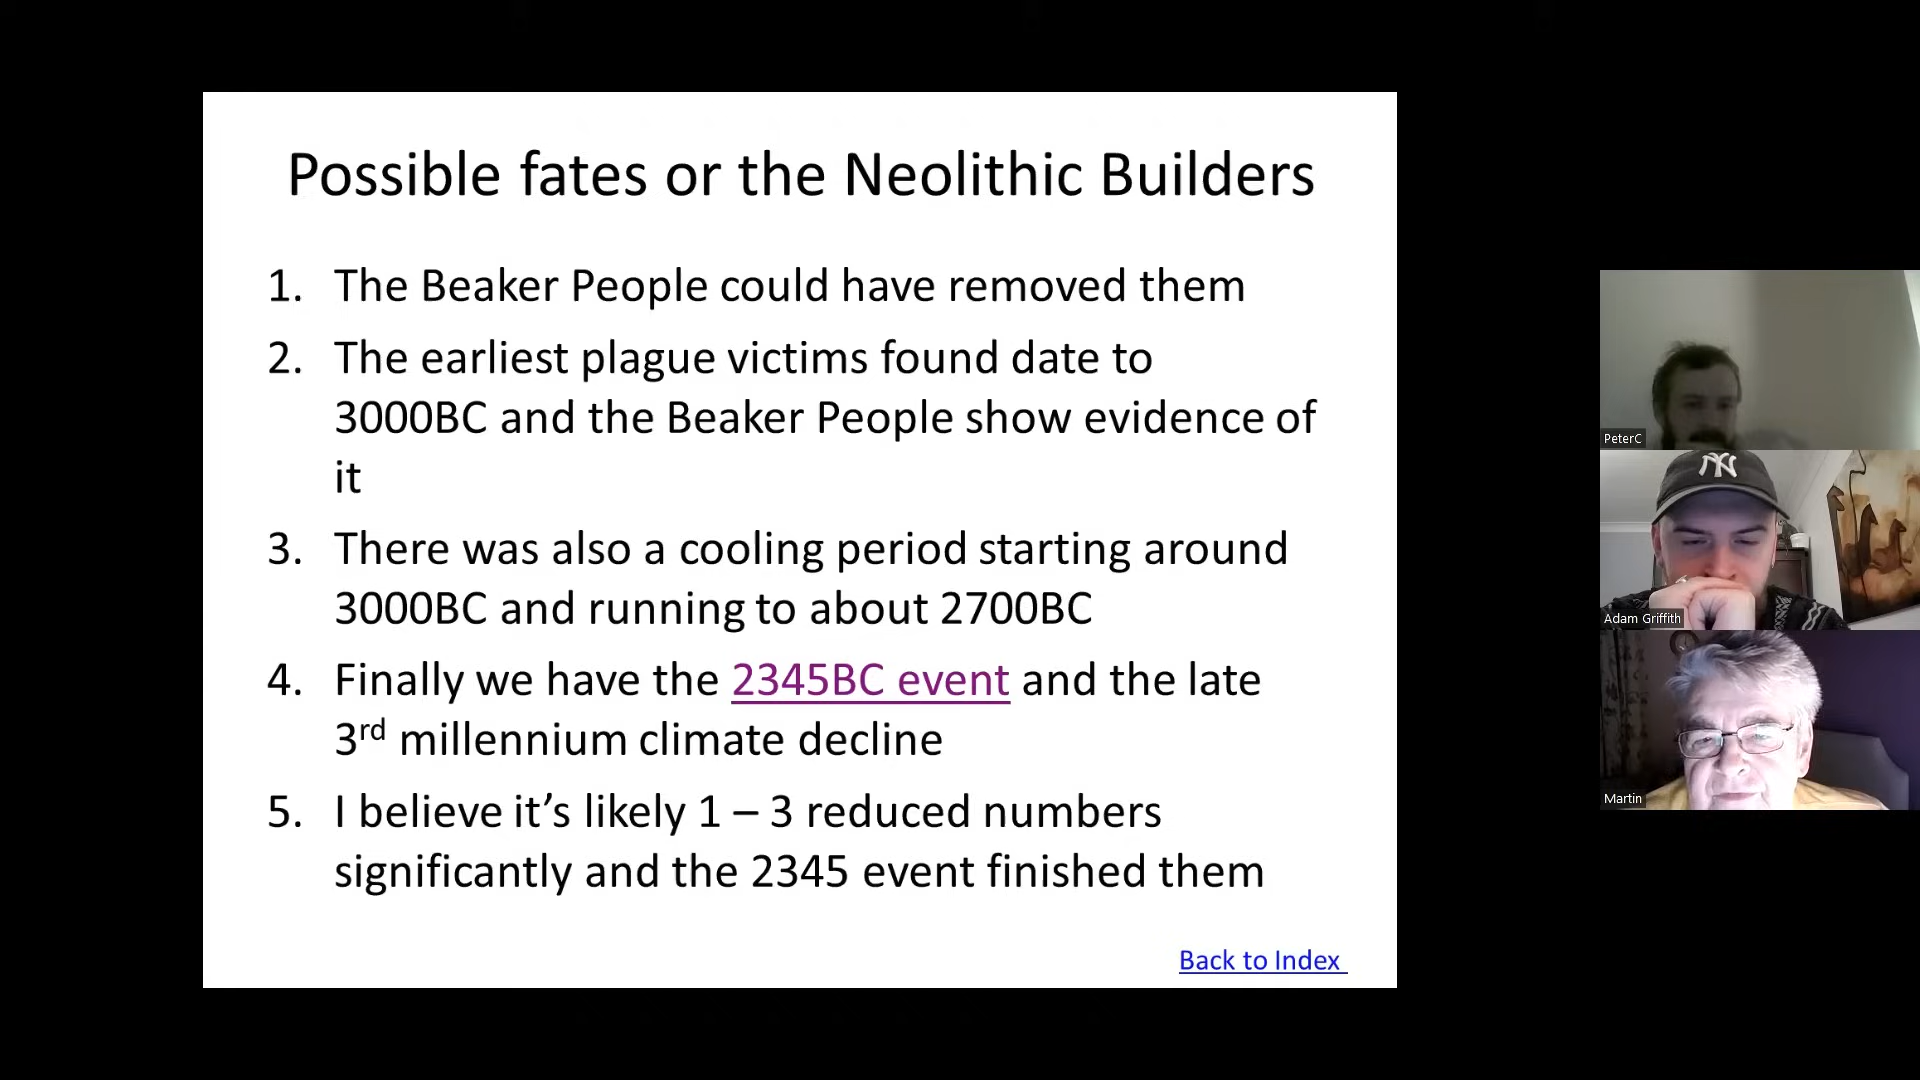 Possible fates or the Neolithic Builders
1. The Beaker People could have removed them
2. The earliest plague victims found date to
3000BC and the Beaker People show evidence of
it
3. There was also a cooling period starting around
3000BC and running to about 2700BC
4. Finally we have the 2345BC event and the late
3rd millennium climate decline
5. I believe it’s likely 1 – 3 reduced numbers
significantly and the 2345 event finished them
Back to Index
PeterC
NY
Adam Griffith
Martin